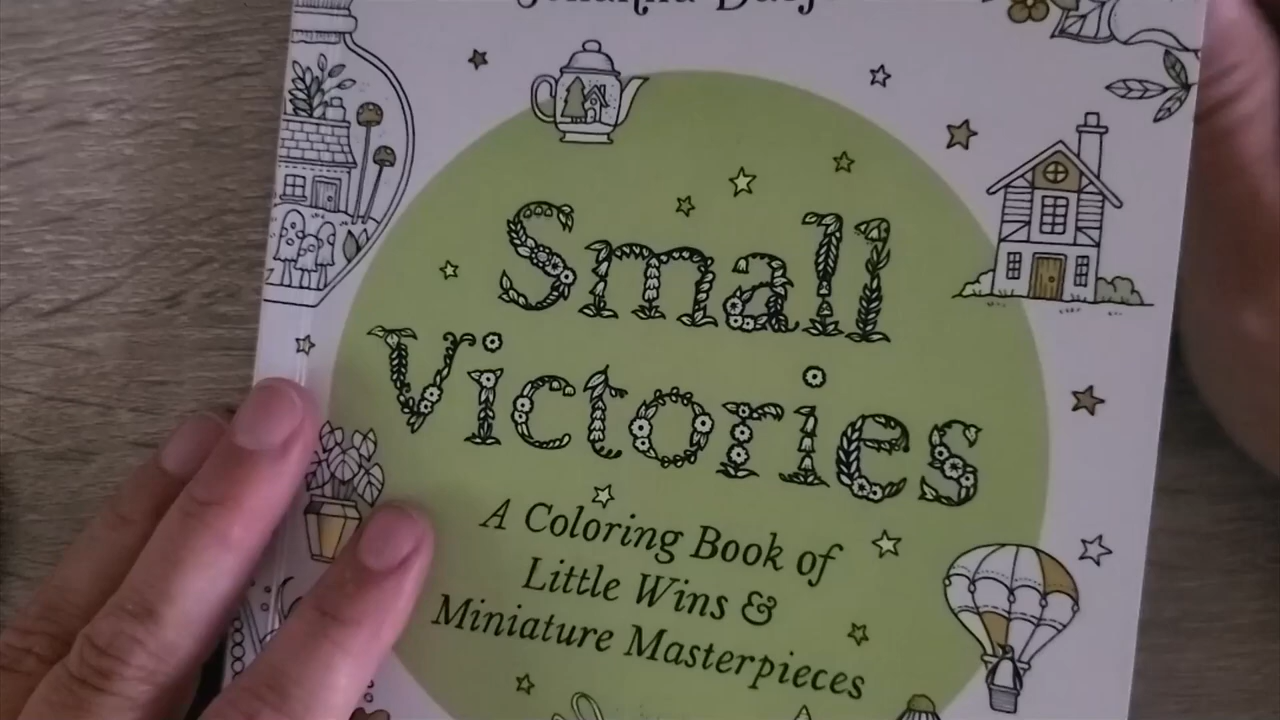 Small
Victories
A Coloring Book of
Little Wins &
Miniature Masterpieces